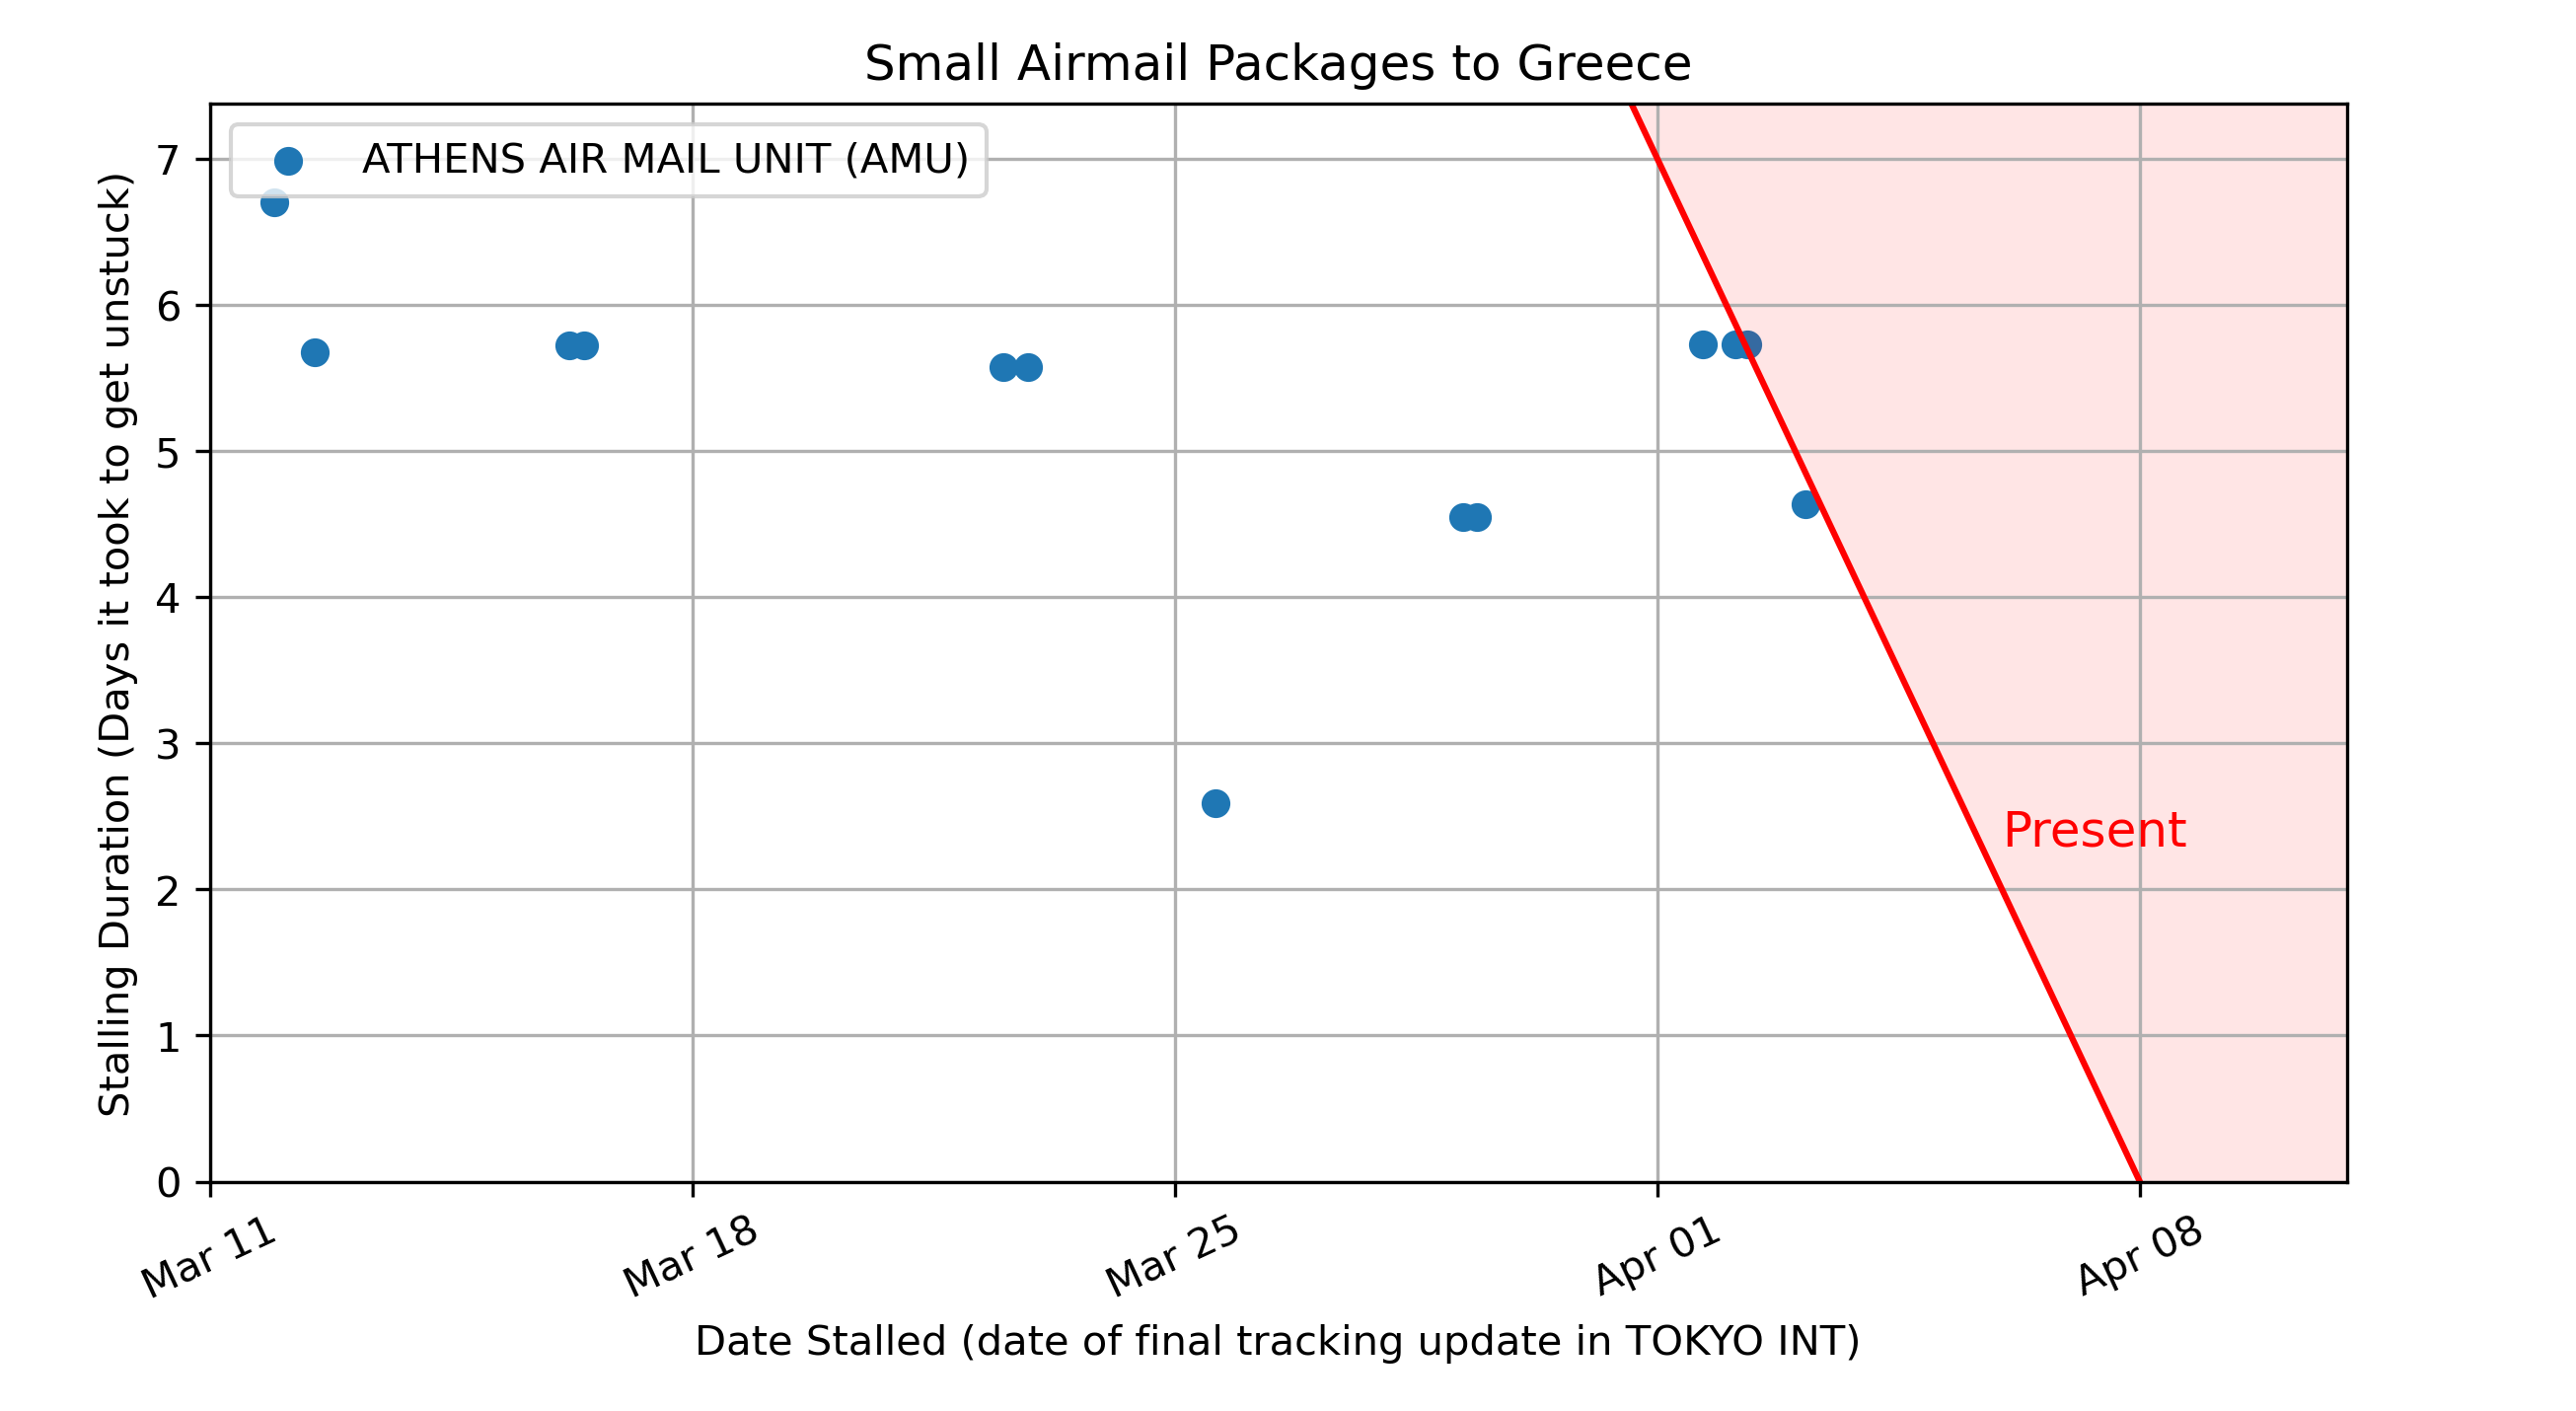 Small Airmail Packages to Greece
ATHENS AIR MAIL UNIT (AMU)
Stalling Duration (Days it took to get unstuck)
7
6
5
4
3
2
1
0
Present
Mar 11
Mar 18
Mar 25
Apr 01
Apr 08
Date Stalled (date of final tracking update in TOKYO INT)